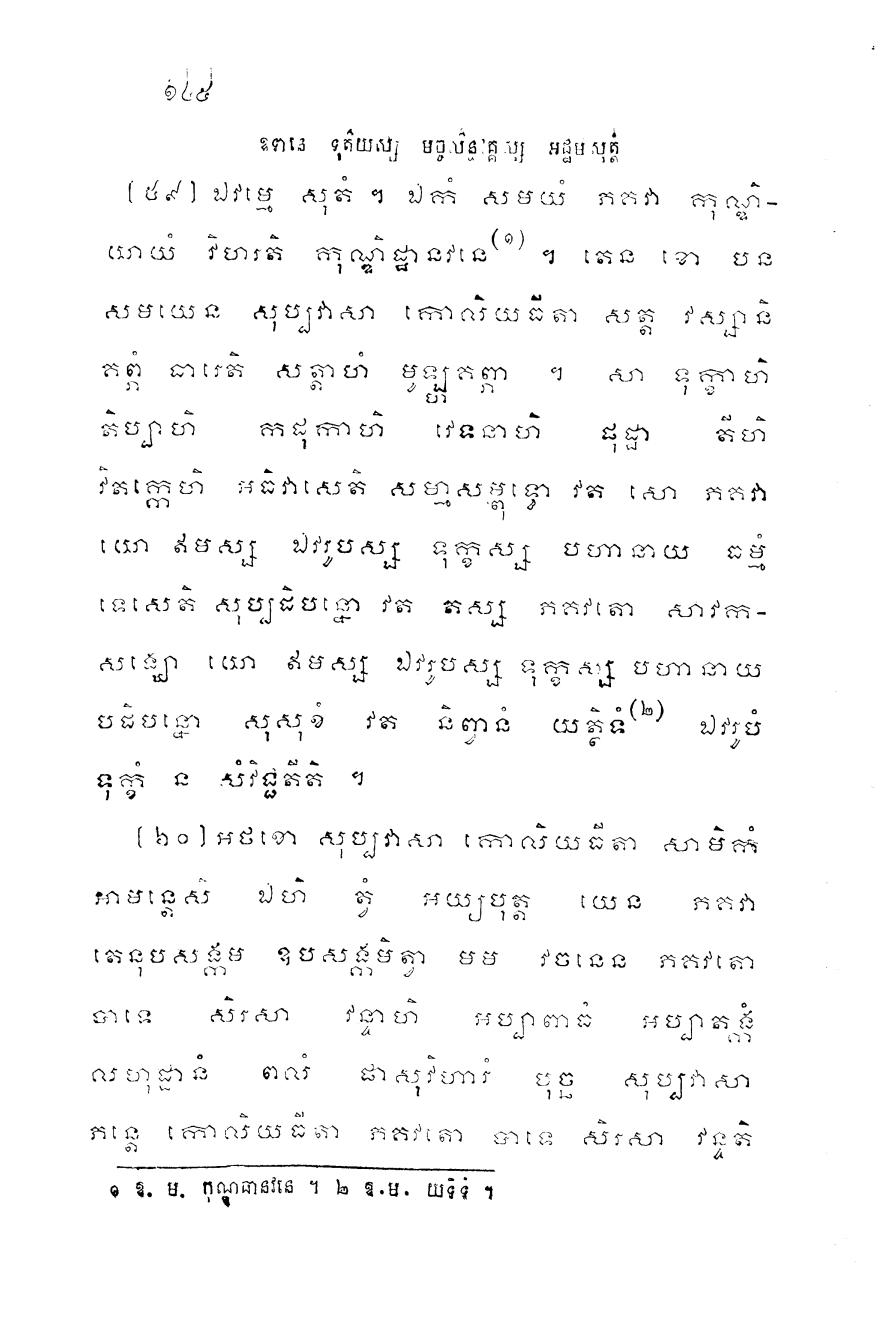 ១៤៨
ឧទានេ ទុតិយស្ស មុច្ចលិន្ទវគ្គស្ស អដ្ឋមសុត្តំ
[៥៩] ឯវម្មេ សុតំ ។ ឯកំ សមយំ ភគវា កុណ្ឌិ-
យាយំ វិហរតិ កុណ្ឌិដ្ឋានវនេ(១) ។ តេន ខោ បន
សមយេន សុប្បវាសា កោលិយធីតា សត្ត វស្សានិ
គព្ភំ ធារេតិ សត្តាហំ មូឡ្ហគព្ភា ។ សា ទុក្ខាហិ
តិប្បាហិ កដុកាហិ វេទនាហិ ផុដ្ឋា តីហិ
វិតក្កេហិ អធិវាសេតិ សម្មាសម្ពុទ្ធោ វត សោ ភគវា
យោ ឥមស្ស ឯវរូបស្ស ទុក្ខស្ស បហានាយ ធម្មំ
ទេសេតិ សុប្បដិបន្នោ វត តស្ស ភគវតោ សាវក-
សង្ឃោ យោ ឥមស្ស ឯវរូបស្ស ទុក្ខស្ស បហានាយ
បដិបន្នោ សុសុខំ វត និព្វានំ យត្ថិទំ(២) ឯវរូបំ
ទុក្ខំ ន សំវិជ្ជតីតិ ។
[៦០] អថខោ សុប្បវាសា កោលិយធីតា សាមិកំ
អាមន្តេសិ ឯហិ ត្វំ អយ្យបុត្ត យេន ភគវា
តេនុបសង្កម ឧបសង្កមិត្វា មម វចនេន ភគវតោ
បាទេ សិរសា វន្ទាហិ អប្បាពាធំ អប្បាតង្កំ
លហុដ្ឋានំ ពលំ ផាសុវិហារំ បុច្ឆ សុប្បវាសា
ភន្តេ កោលិយធីតា ភគវតោ បាទេ សិរសា វន្ទតិ
១ ឱ. ម. កុណ្ឌធានវនេ ។ ២ ឱ.ម. យទិទំ ។